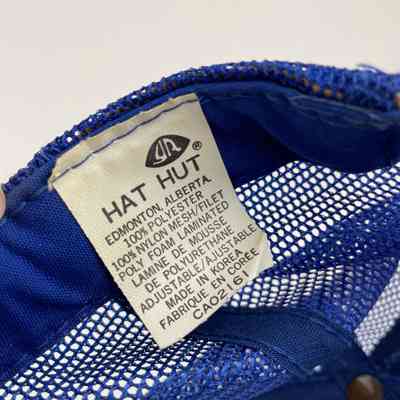 HAT HUT
EDMONTON, ALBERTA
100% POLYESTER
100% NYLON MESH/FILET
POLY FOAM LAMINATED
LAMINE DE MOUSSE
DE POLYURETHANE
ADJUSTABLE/AJUSTABLE
MADE IN KOREA
FABRIQUE EN CORÉE
CA02161